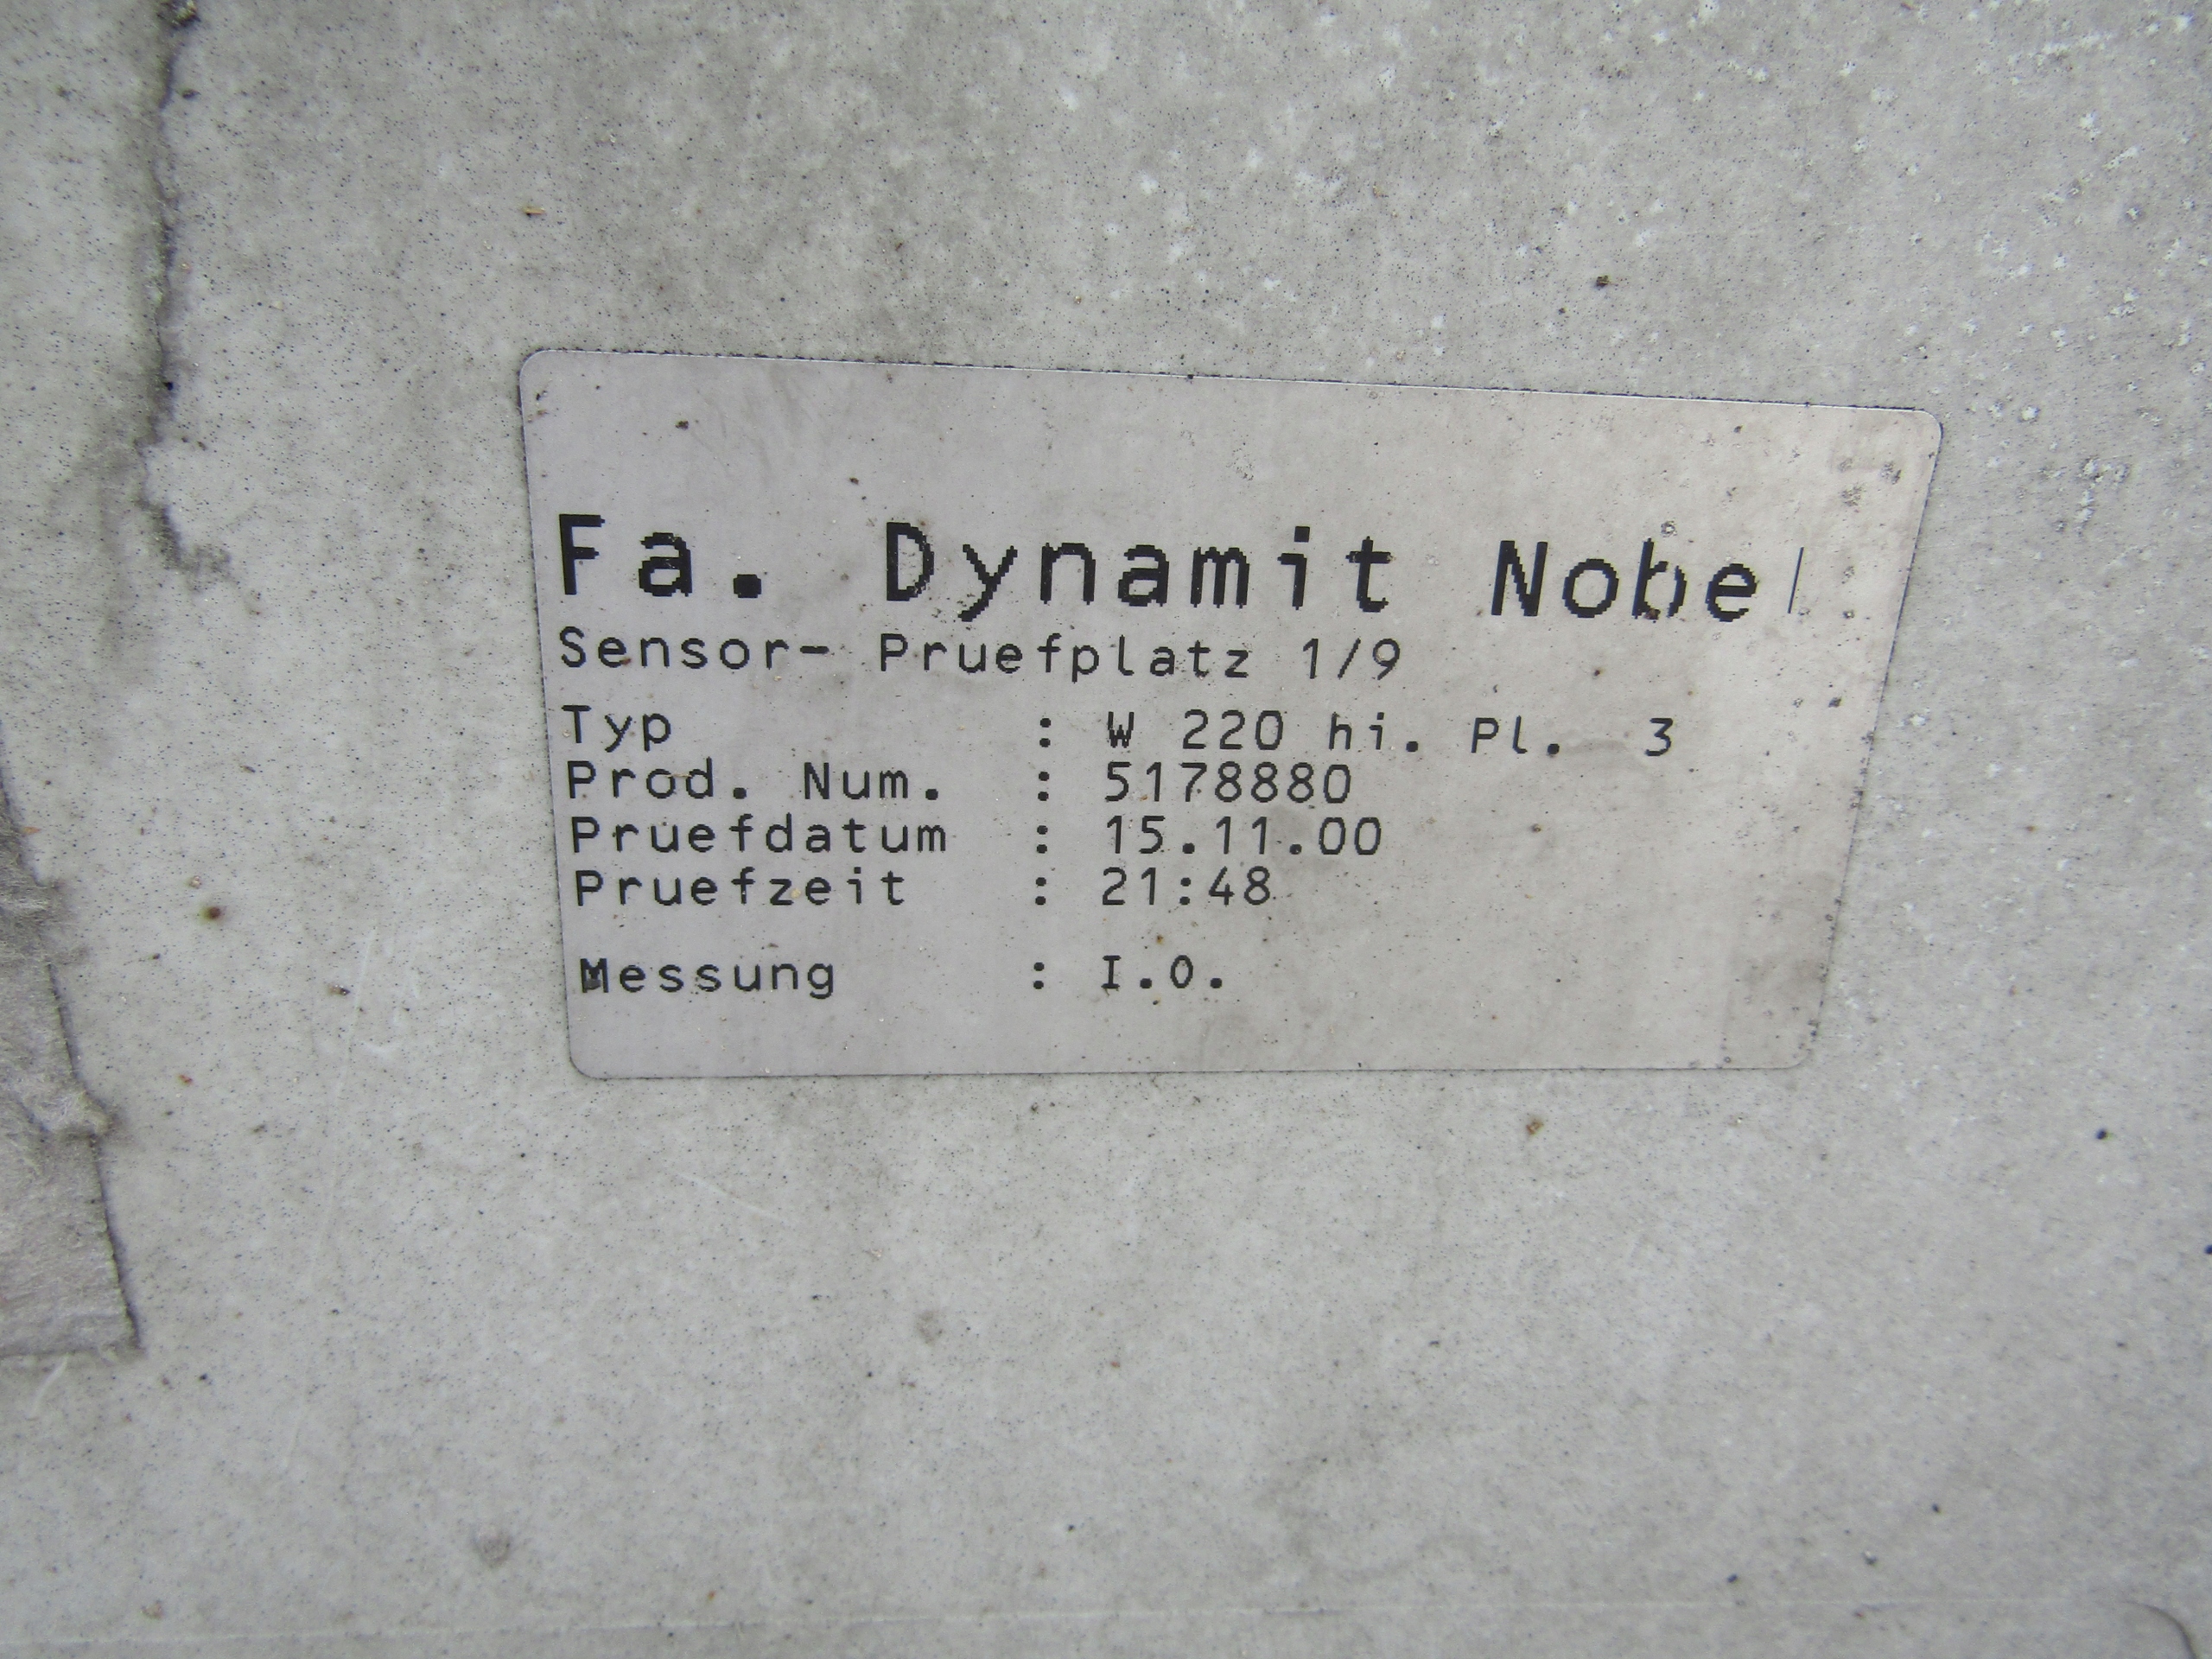 Fa. Dynamit Nobel
Sensor- Pruefplatz 1/9
Typ : W 220 hi. Pl. 3
Prod. Num. : 5178880
Pruefdatum : 15.11.00
Pruefzeit : 21:48
Messung : I.O.